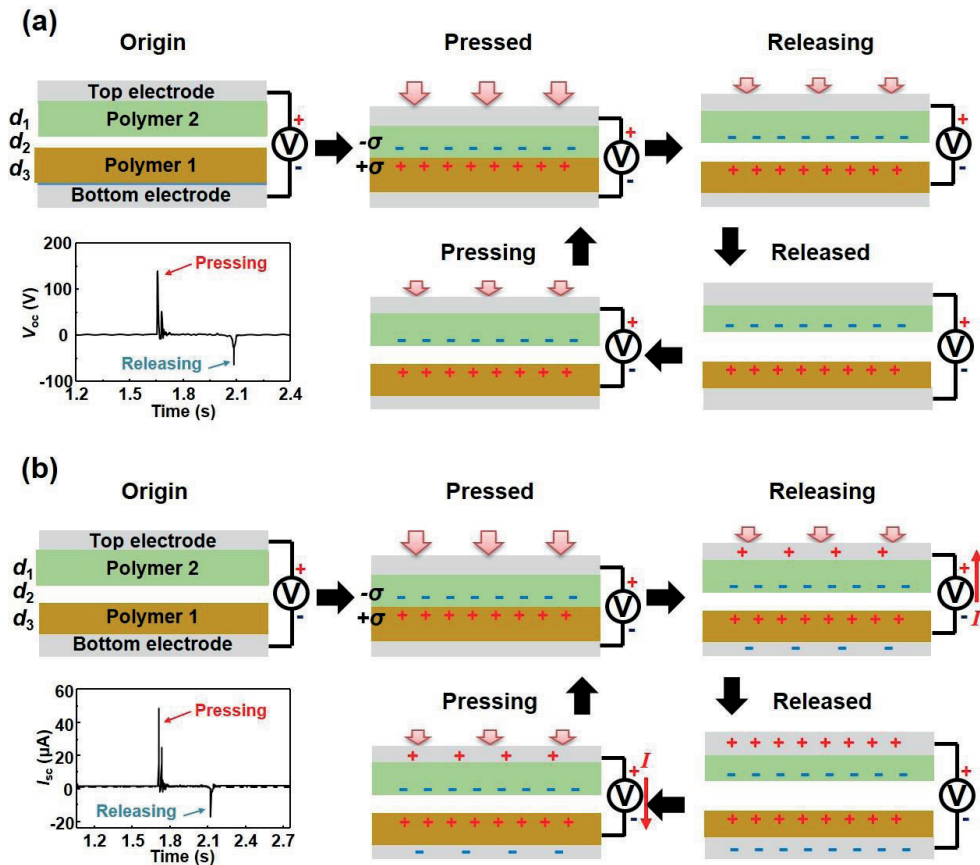 (a)
Origin
Pressed
Releasing
Top electrode
d1
Polymer 2
d2
d3
Polymer 1
Bottom electrode
+
V
-
-σ
+σ
- - - - - - - -
+ + + + + + + +
+
V
-
- - - - - - - -
+ + + + + + + +
+
V
-
200
100
0
-100
Voc (V)
Pressing
Releasing
1.2 1.5 1.8 2.1 2.4
Time (s)
Pressing
- - - - - - - -
+ + + + + + + +
+
V
-
Released
- - - - - - - -
+ + + + + + + +
+
V
-
(b)
Origin
Pressed
Releasing
Top electrode
d1
Polymer 2
d2
d3
Polymer 1
Bottom electrode
+
V
-
-σ
+σ
- - - - - - - -
+ + + + + + + +
+
V
-
+ + + +
- - - - - - - -
+ + + + + + + +
- - - -
+
V
-
I
60
40
20
0
-20
Isc (μA)
Pressing
Releasing
1.2 1.5 1.8 2.1 2.4 2.7
Time (s)
Pressing
+ + + +
- - - - - - - -
+ + + + + + + +
- - - -
+
V
-
I
Released
+ + + + + + + +
- - - - - - - -
+ + + + + + + +
- - - - - - - -
+
V
-